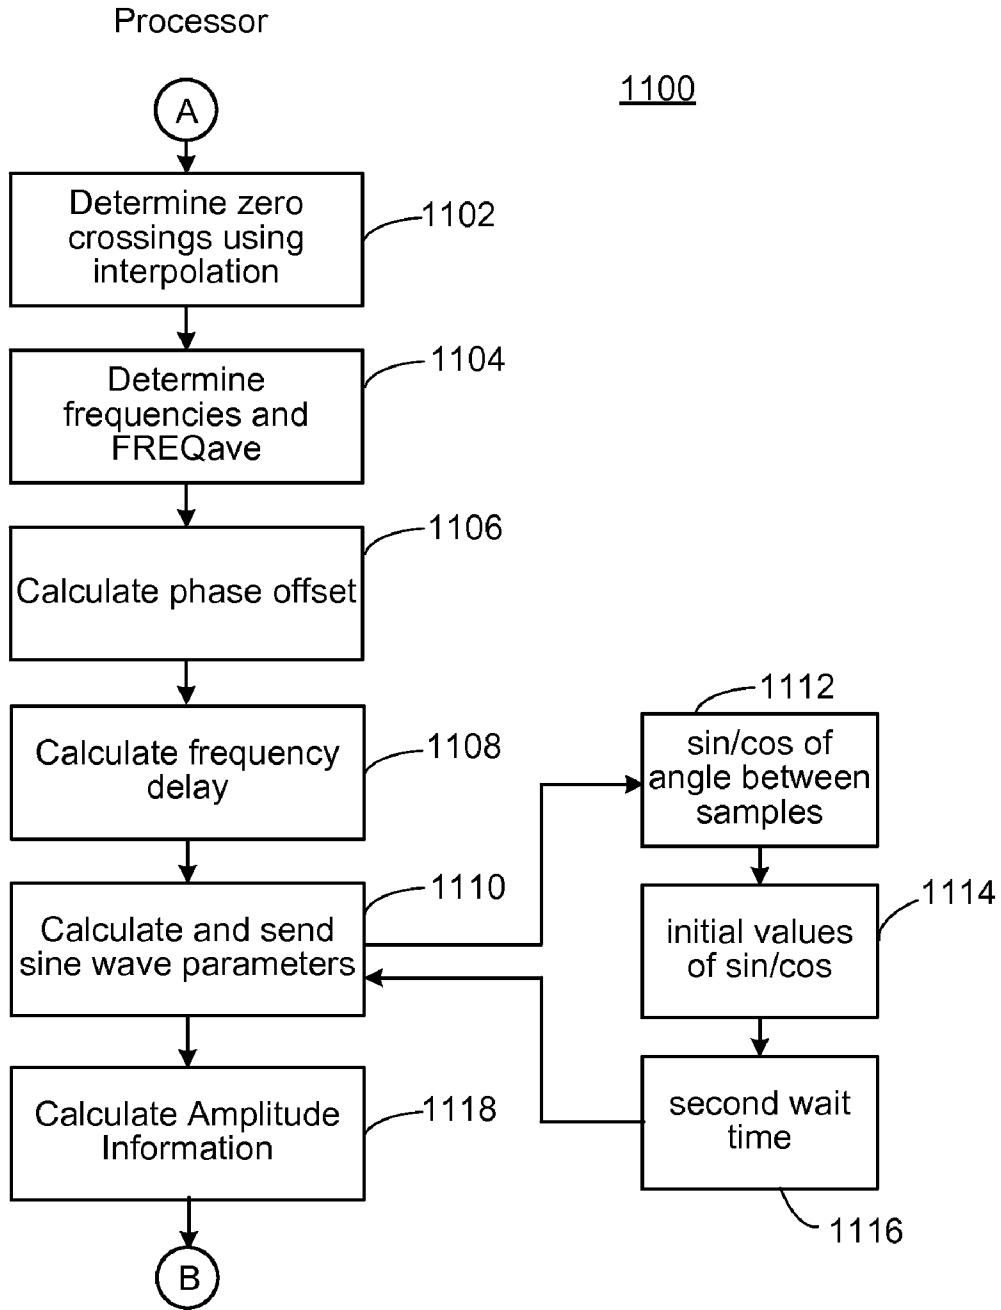 Processor
1100
A
Determine zero
crossings using
interpolation
1102
Determine
frequencies and
FREQave
1104
Calculate phase offset
1106
Calculate frequency
delay
1108
Calculate and send
sine wave parameters
1110
sin/cos of
angle between
samples
1112
initial values
of sin/cos
1114
second wait
time
1116
Calculate Amplitude
Information
1118
B